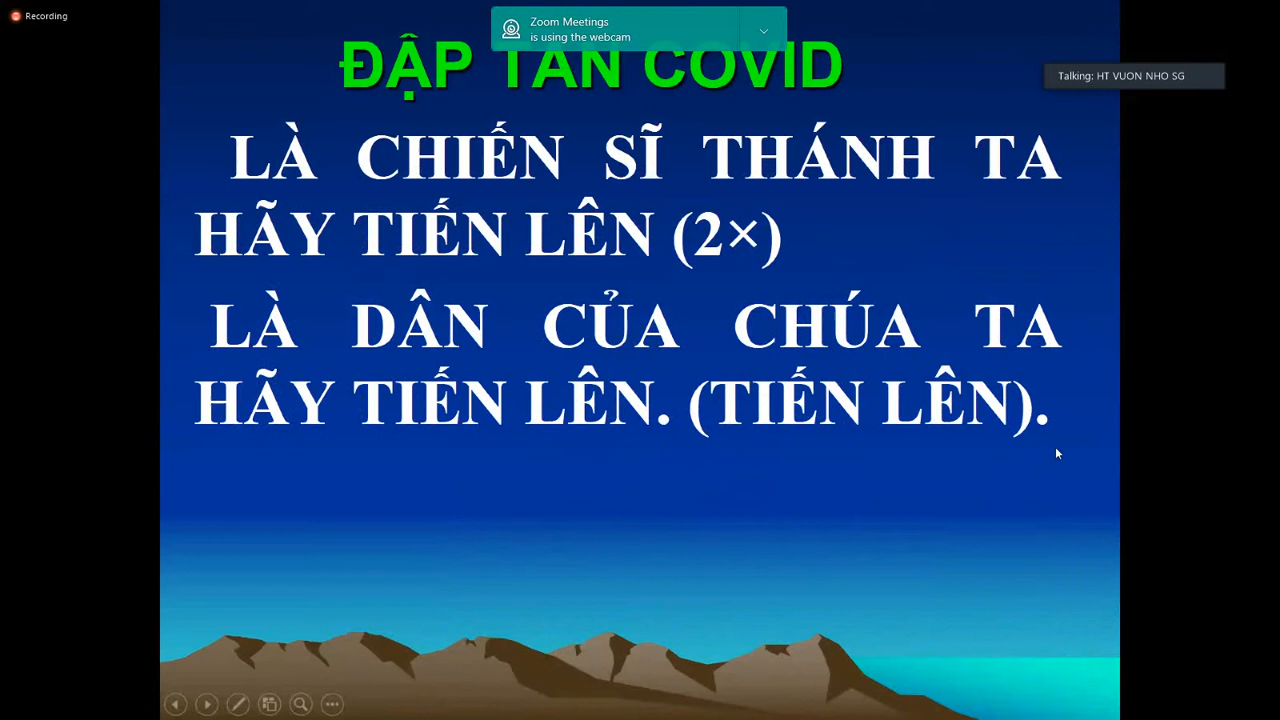 Recording
Zoom Meetings
is using the webcam
ĐẬP TAN COVID
Talking: HT VUON NHO SG
LÀ CHIẾN SĨ THÁNH TA
HÃY TIẾN LÊN (2×)
LÀ DÂN CỦA CHÚA TA
HÃY TIẾN LÊN. (TIẾN LÊN).